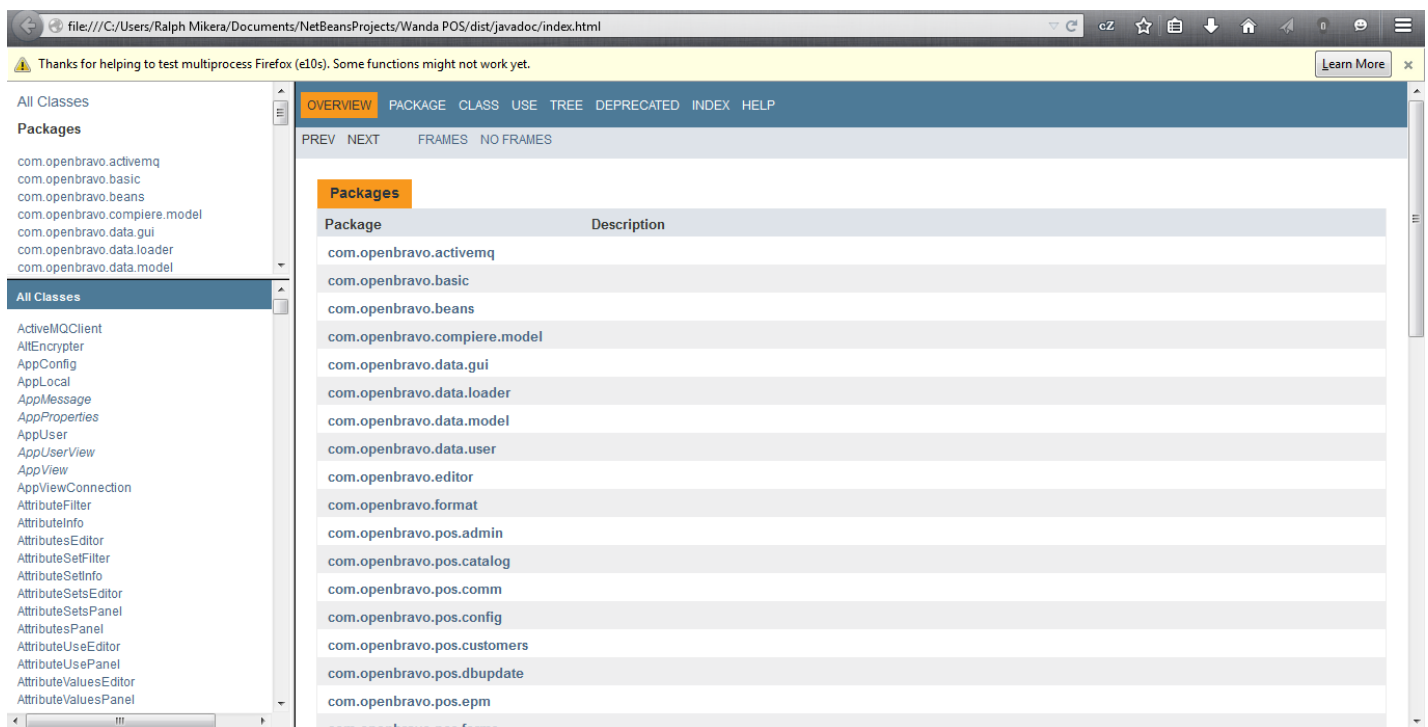 file:///C:/Users/Ralph Mikera/Documents/NetBeansProjects/Wanda POS/dist/javadoc/index.html
cZ
0
Thanks for helping to test multiprocess Firefox (e10s). Some functions might not work yet.
Learn More
All Classes
Packages
com.openbravo.activemq
com.openbravo.basic
com.openbravo.beans
com.openbravo.compiere.model
com.openbravo.data.gui
com.openbravo.data.loader
com.openbravo.data.model
All Classes
ActiveMQClient
AltEncrypter
AppConfig
AppLocal
AppMessage
AppProperties
AppUser
AppUserView
AppView
AppViewConnection
AttributeFilter
AttributeInfo
AttributesEditor
AttributeSetFilter
AttributeSetInfo
AttributeSetsEditor
AttributeSetsPanel
AttributesPanel
AttributeUseEditor
AttributeUsePanel
AttributeValuesEditor
AttributeValuesPanel
OVERVIEW PACKAGE CLASS USE TREE DEPRECATED INDEX HELP
PREV NEXT FRAMES NO FRAMES
Packages
Package Description
com.openbravo.activemq
com.openbravo.basic
com.openbravo.beans
com.openbravo.compiere.model
com.openbravo.data.gui
com.openbravo.data.loader
com.openbravo.data.model
com.openbravo.data.user
com.openbravo.editor
com.openbravo.format
com.openbravo.pos.admin
com.openbravo.pos.catalog
com.openbravo.pos.comm
com.openbravo.pos.config
com.openbravo.pos.customers
com.openbravo.pos.dbupdate
com.openbravo.pos.epm